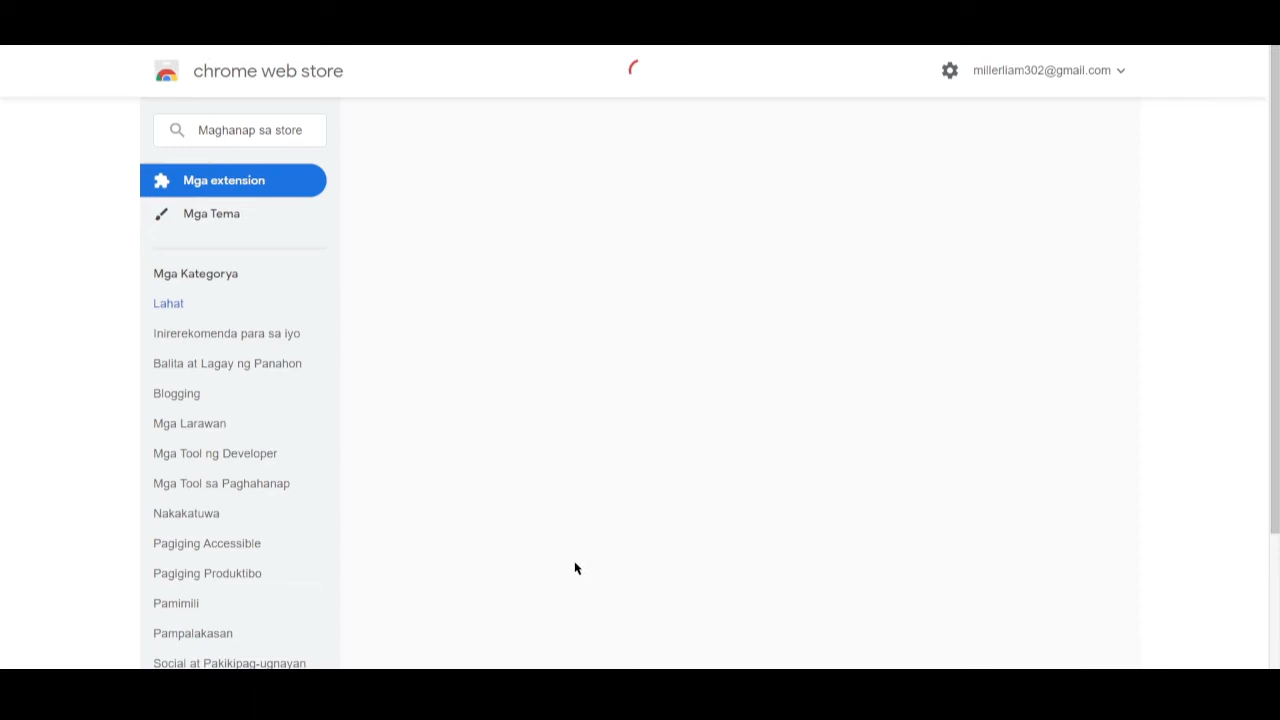 chrome web store
millerliam302@gmail.com
Maghanap sa store
Mga extension
Mga Tema
Mga Kategorya
Lahat
Inirerekomenda para sa iyo
Balita at Lagay ng Panahon
Blogging
Mga Larawan
Mga Tool ng Developer
Mga Tool sa Paghahanap
Nakakatuwa
Pagiging Accessible
Pagiging Produktibo
Pamimili
Pampalakasan
Social at Pakikipag-ugnayan